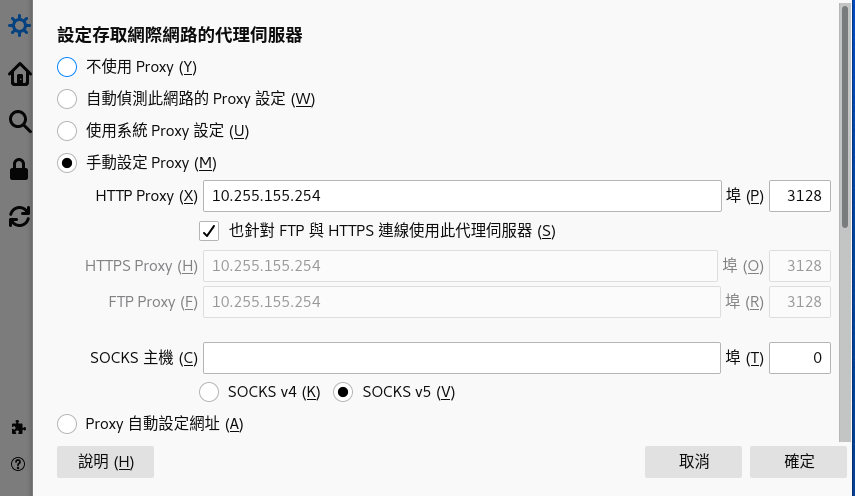 設定存取網際網路的代理伺服器
不使用 Proxy (Y)
自動偵測此網路的 Proxy 設定 (W)
使用系統 Proxy 設定 (U)
手動設定 Proxy (M)
HTTP Proxy (X) 10.255.155.254 埠 (P) 3128
也針對 FTP 與 HTTPS 連線使用此代理伺服器 (S)
HTTPS Proxy (H) 10.255.155.254 埠 (O) 3128
FTP Proxy (F) 10.255.155.254 埠 (R) 3128
SOCKS 主機 (C) 埠 (T) 0
SOCKS v4 (K) SOCKS v5 (V)
Proxy 自動設定網址 (A)
說明 (H) 取消 確定